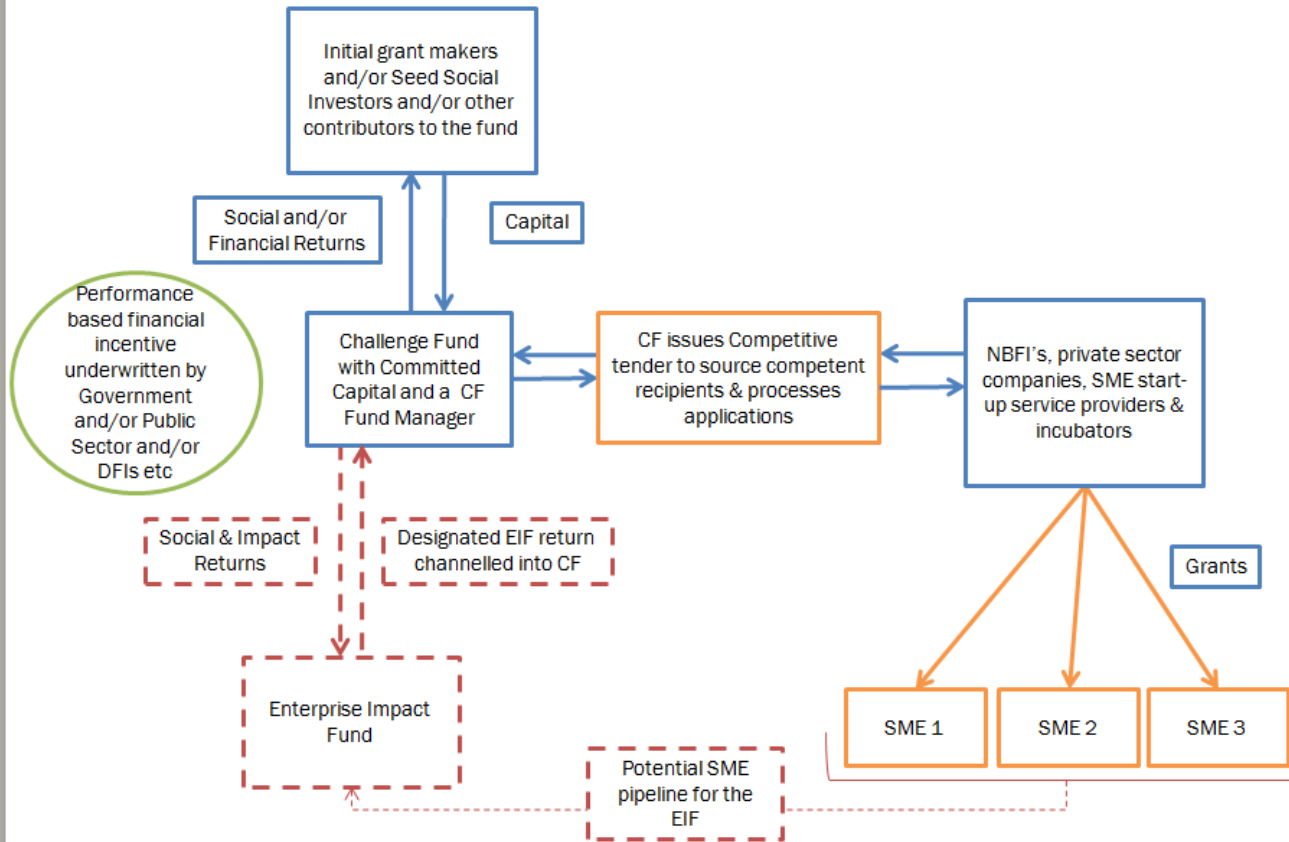 Initial grant makers
and/or Seed Social
Investors and/or other
contributors to the fund
Social and/or
Financial Returns
Capital
Performance
based financial
incentive
underwritten by
Government
and/or Public
Sector and/or
DFIs etc
Challenge Fund
with Committed
Capital and a CF
Fund Manager
CF issues Competitive
tender to source competent
recipients & processes
applications
NBFI's, private sector
companies, SME start-
up service providers &
incubators
Social & Impact
Returns
Designated EIF return
channelled into CF
Grants
Enterprise Impact
Fund
SME 1
SME 2
SME 3
Potential SME
pipeline for the
EIF